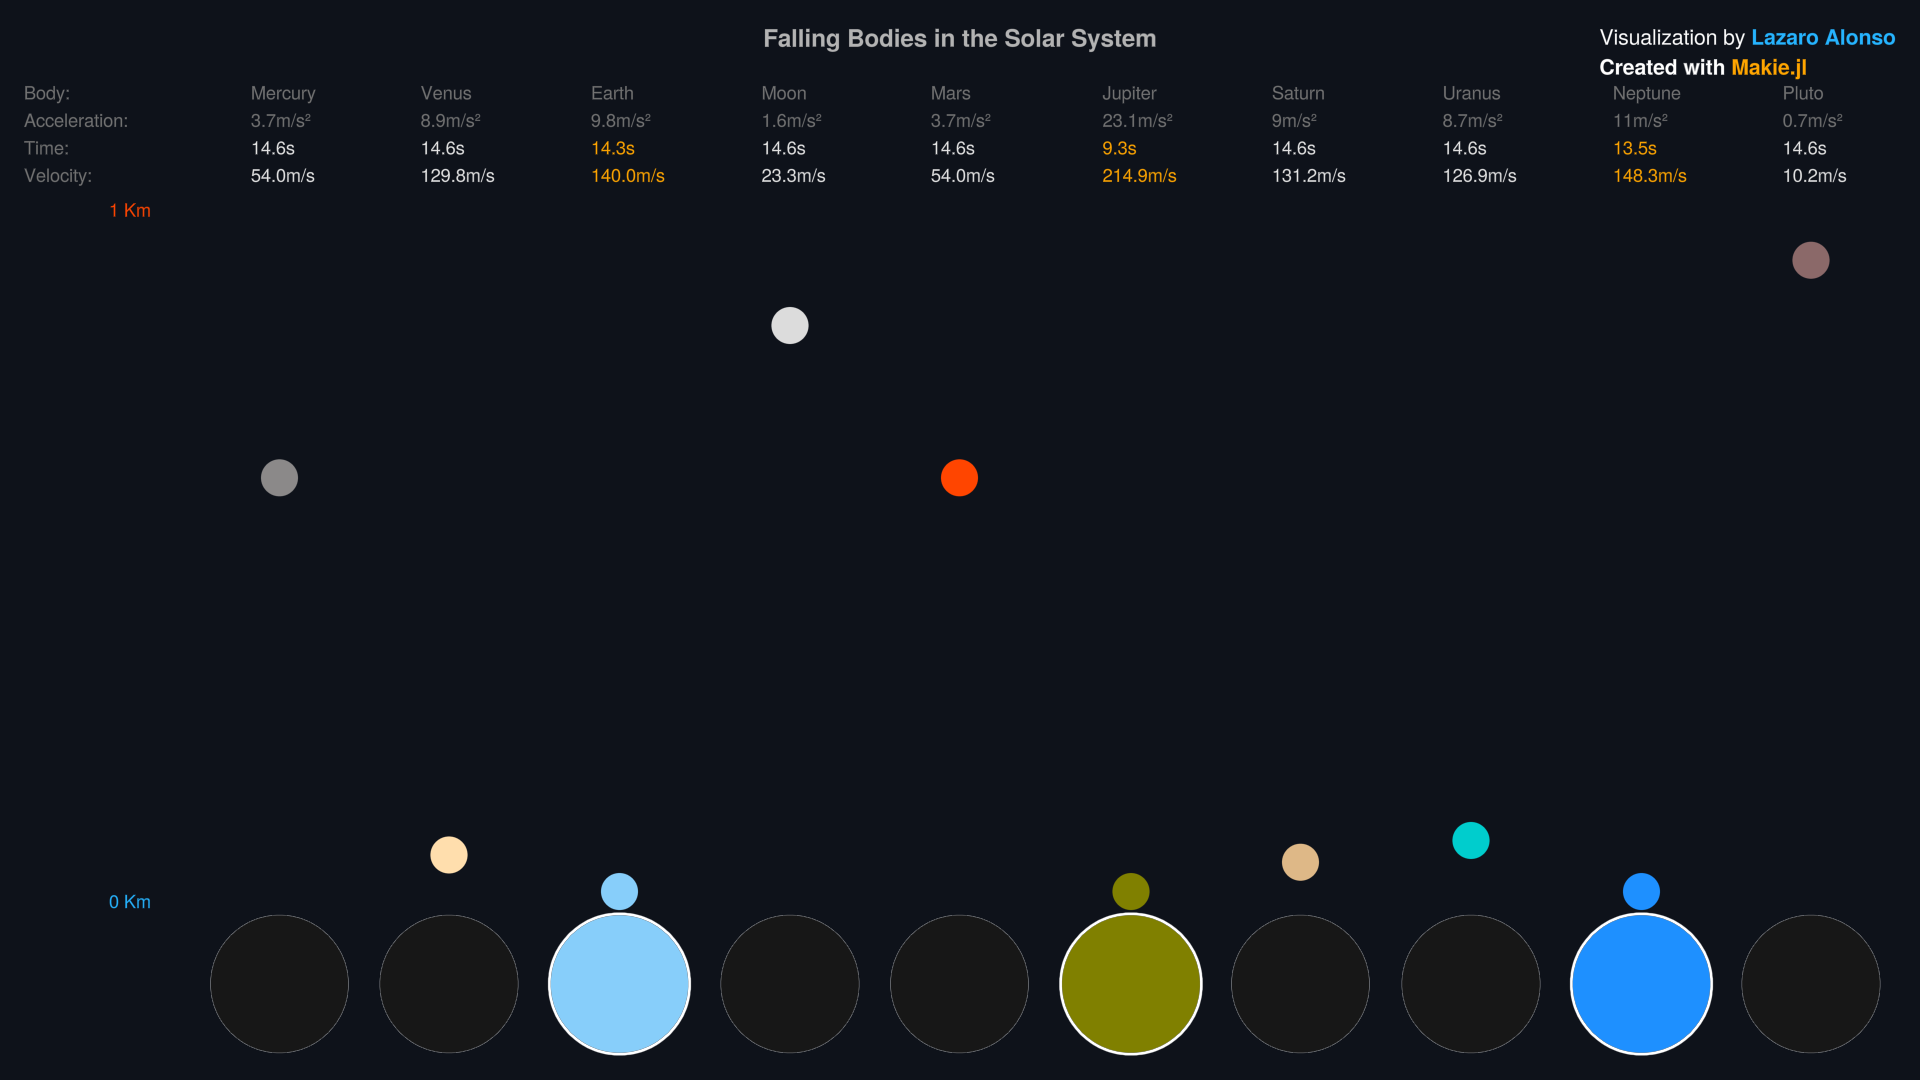 Falling Bodies in the Solar System
Visualization by Lazaro Alonso
Created with Makie.jl
Body: Mercury Venus Earth Moon Mars Jupiter Saturn Uranus Neptune Pluto
Acceleration: 3.7m/s² 8.9m/s² 9.8m/s² 1.6m/s² 3.7m/s² 23.1m/s² 9m/s² 8.7m/s² 11m/s² 0.7m/s²
Time: 14.6s 14.6s 14.3s 14.6s 14.6s 9.3s 14.6s 14.6s 13.5s 14.6s
Velocity: 54.0m/s 129.8m/s 140.0m/s 23.3m/s 54.0m/s 214.9m/s 131.2m/s 126.9m/s 148.3m/s 10.2m/s
1 Km
0 Km